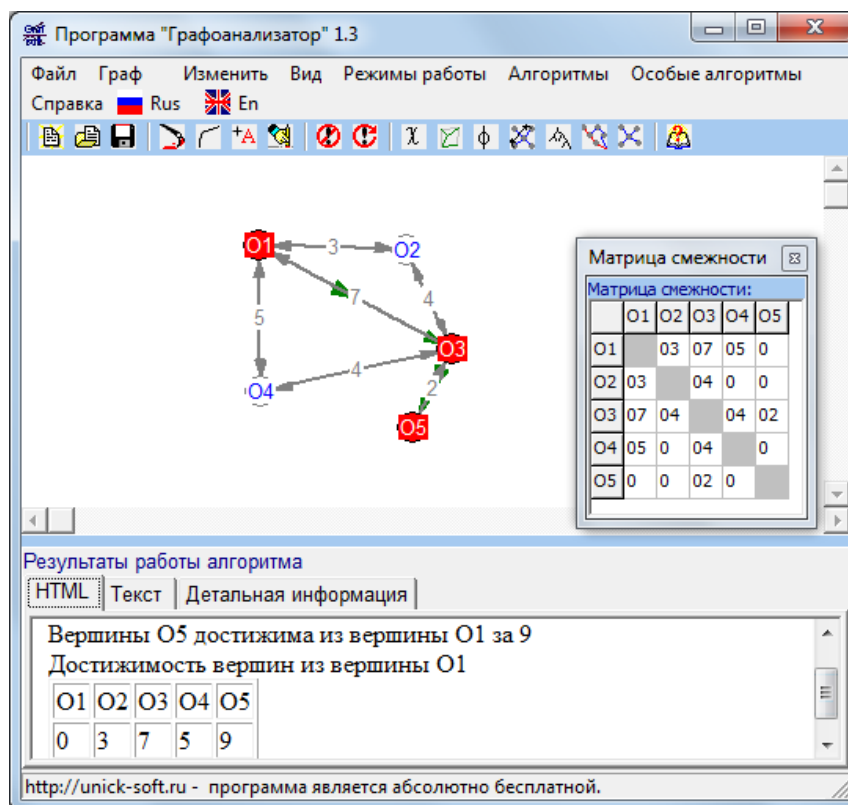 Программа "Графоанализатор" 1.3
Файл Граф Изменить Вид Режимы работы Алгоритмы Особые алгоритмы
Справка Rus En
+A χ ϕ
O1 3 O2
7 4
5 O3
O4 4 2
O5
Матрица смежности
Матрица смежности:
O1 O2 O3 O4 O5
O1 03 07 05 0
O2 03 04 0 0
O3 07 04 04 02
O4 05 0 04 0
O5 0 0 02 0
Результаты работы алгоритма
HTML Текст Детальная информация
Вершины O5 достижима из вершины O1 за 9
Достижимость вершин из вершины O1
O1 O2 O3 O4 O5
0 3 7 5 9
http://unick-soft.ru - программа является абсолютно бесплатной.